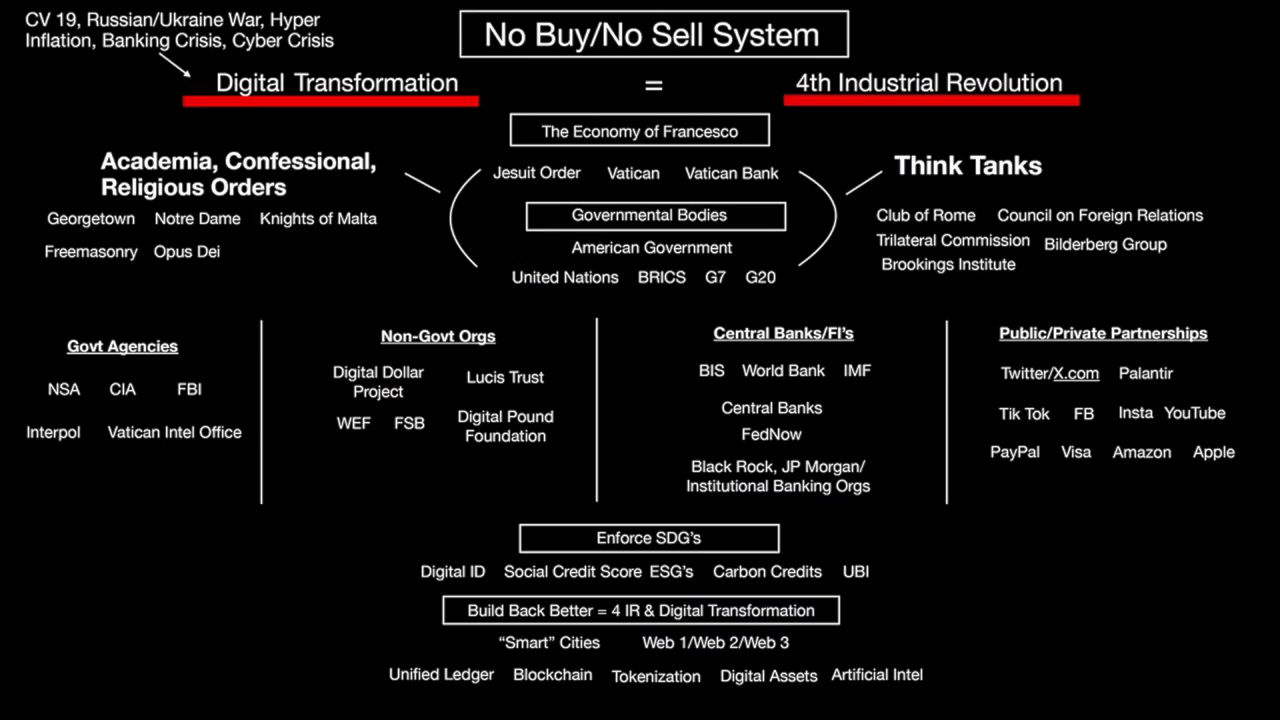 CV 19, Russian/Ukraine War, Hyper
Inflation, Banking Crisis, Cyber Crisis
No Buy/No Sell System
Digital Transformation = 4th Industrial Revolution
The Economy of Francesco
Academia, Confessional,
Religious Orders
Georgetown Notre Dame Knights of Malta
Freemasonry Opus Dei
Jesuit Order Vatican Vatican Bank
Governmental Bodies
American Government
United Nations BRICS G7 G20
Think Tanks
Club of Rome Council on Foreign Relations
Trilateral Commission Bilderberg Group
Brookings Institute
Govt Agencies
NSA CIA FBI
Interpol Vatican Intel Office
Non-Govt Orgs
Digital Dollar
Project
Lucis Trust
WEF FSB
Digital Pound
Foundation
Central Banks/FI's
BIS World Bank IMF
Central Banks
FedNow
Black Rock, JP Morgan/
Institutional Banking Orgs
Public/Private Partnerships
Twitter/X.com Palantir
Tik Tok FB Insta YouTube
PayPal Visa Amazon Apple
Enforce SDG's
Digital ID Social Credit Score ESG's Carbon Credits UBI
Build Back Better = 4 IR & Digital Transformation
“Smart” Cities Web 1/Web 2/Web 3
Unified Ledger Blockchain Tokenization Digital Assets Artificial Intel